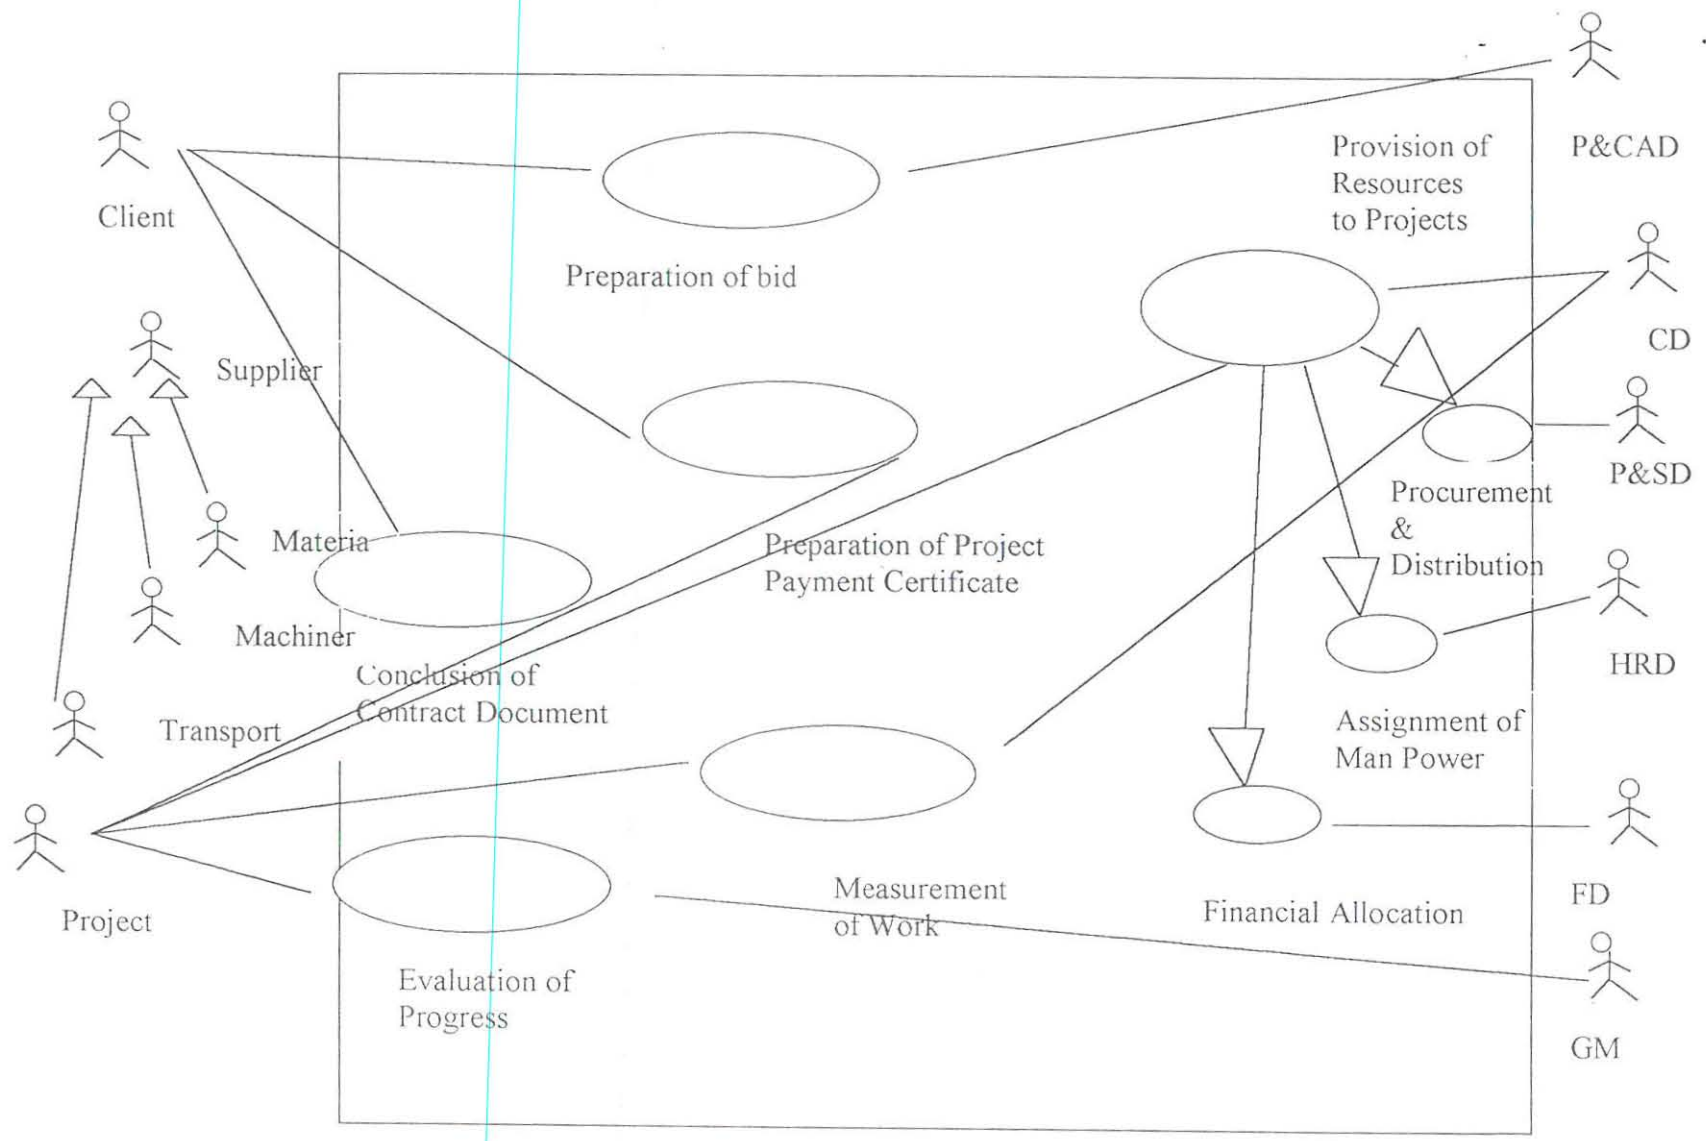 Client
Supplier
Materia
Machiner
Transport
Project
Preparation of bid
Preparation of Project
Payment Certificate
Conclusion of
Contract Document
Measurement
of Work
Evaluation of
Progress
Provision of
Resources
to Projects
Procurement
&
Distribution
Assignment of
Man Power
Financial Allocation
P&CAD
CD
P&SD
HRD
FD
GM